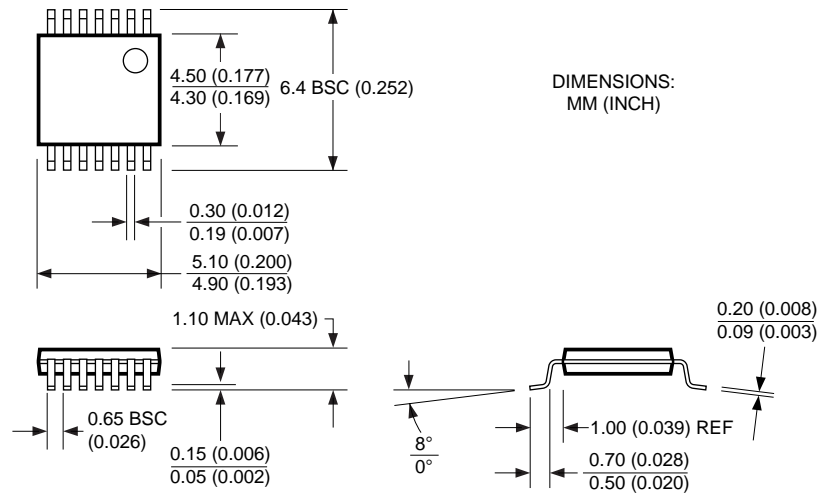 4.50 (0.177)
4.30 (0.169)
6.4 BSC (0.252)
DIMENSIONS:
MM (INCH)
0.30 (0.012)
0.19 (0.007)
5.10 (0.200)
4.90 (0.193)
1.10 MAX (0.043)
0.20 (0.008)
0.09 (0.003)
0.65 BSC
(0.026)
0.15 (0.006)
0.05 (0.002)
8°
0°
1.00 (0.039) REF
0.70 (0.028)
0.50 (0.020)